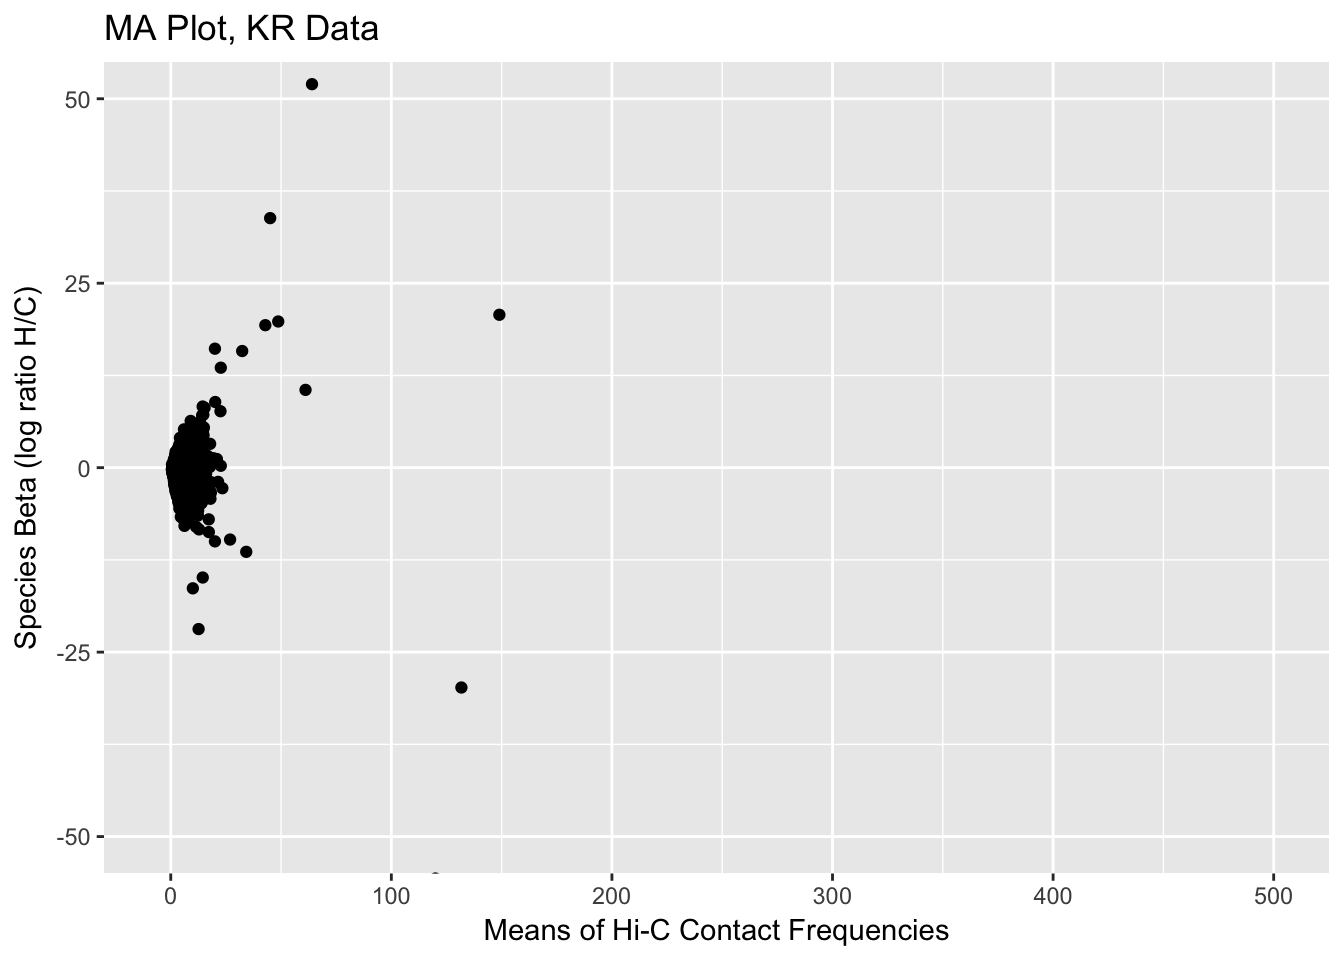 MA Plot, KR Data
Species Beta (log ratio H/C)
50
25
0
-25
-50
0 100 200 300 400 500
Means of Hi-C Contact Frequencies